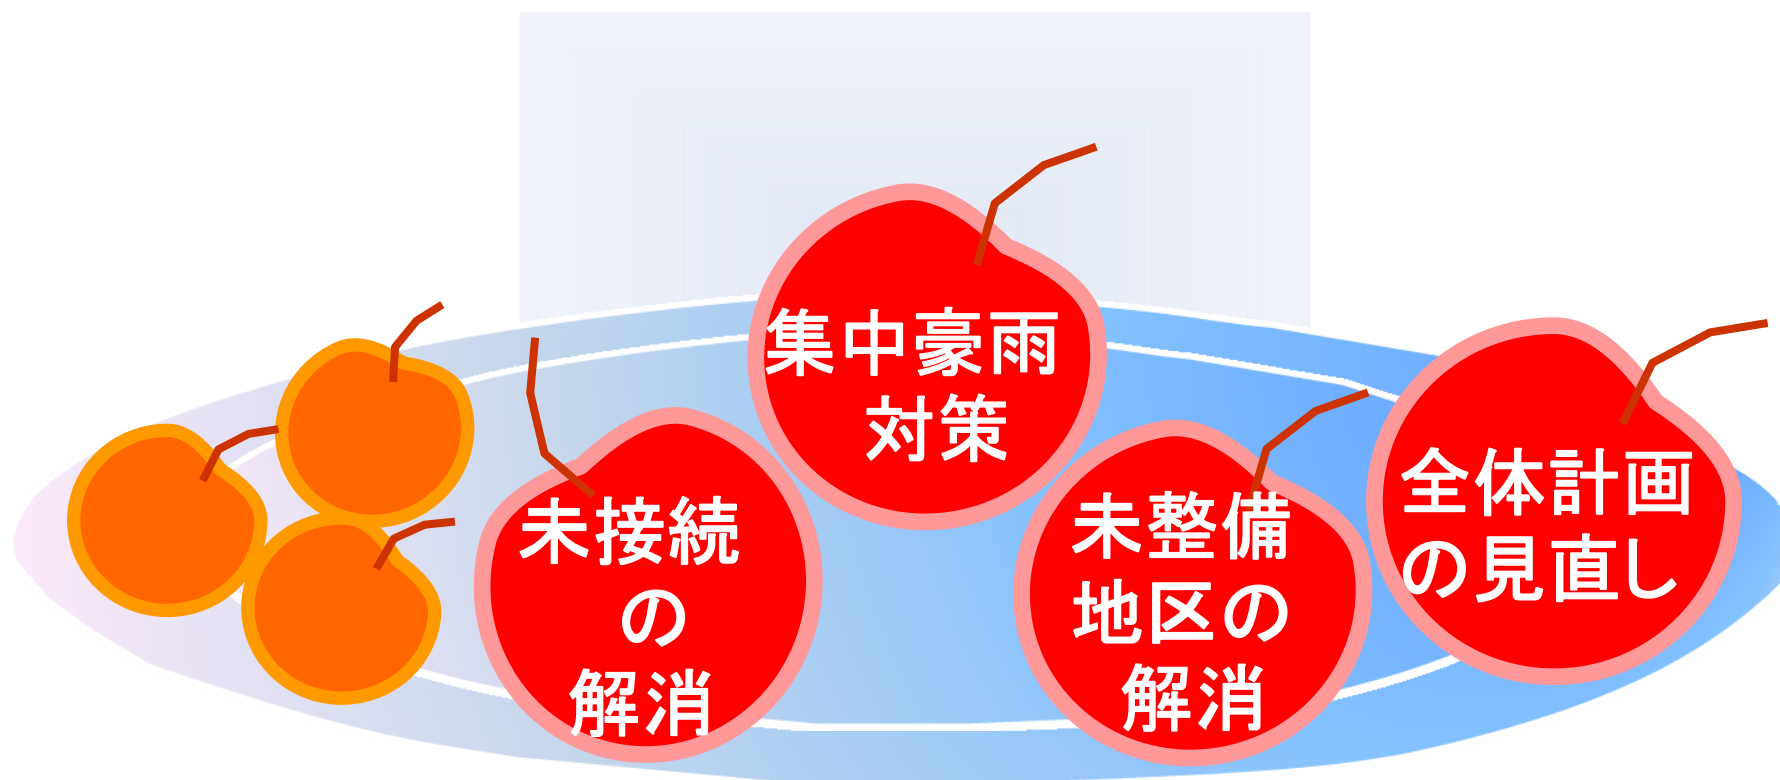 集中豪雨
対策
未接続
の
解消
未整備
地区の
解消
全体計画
の見直し